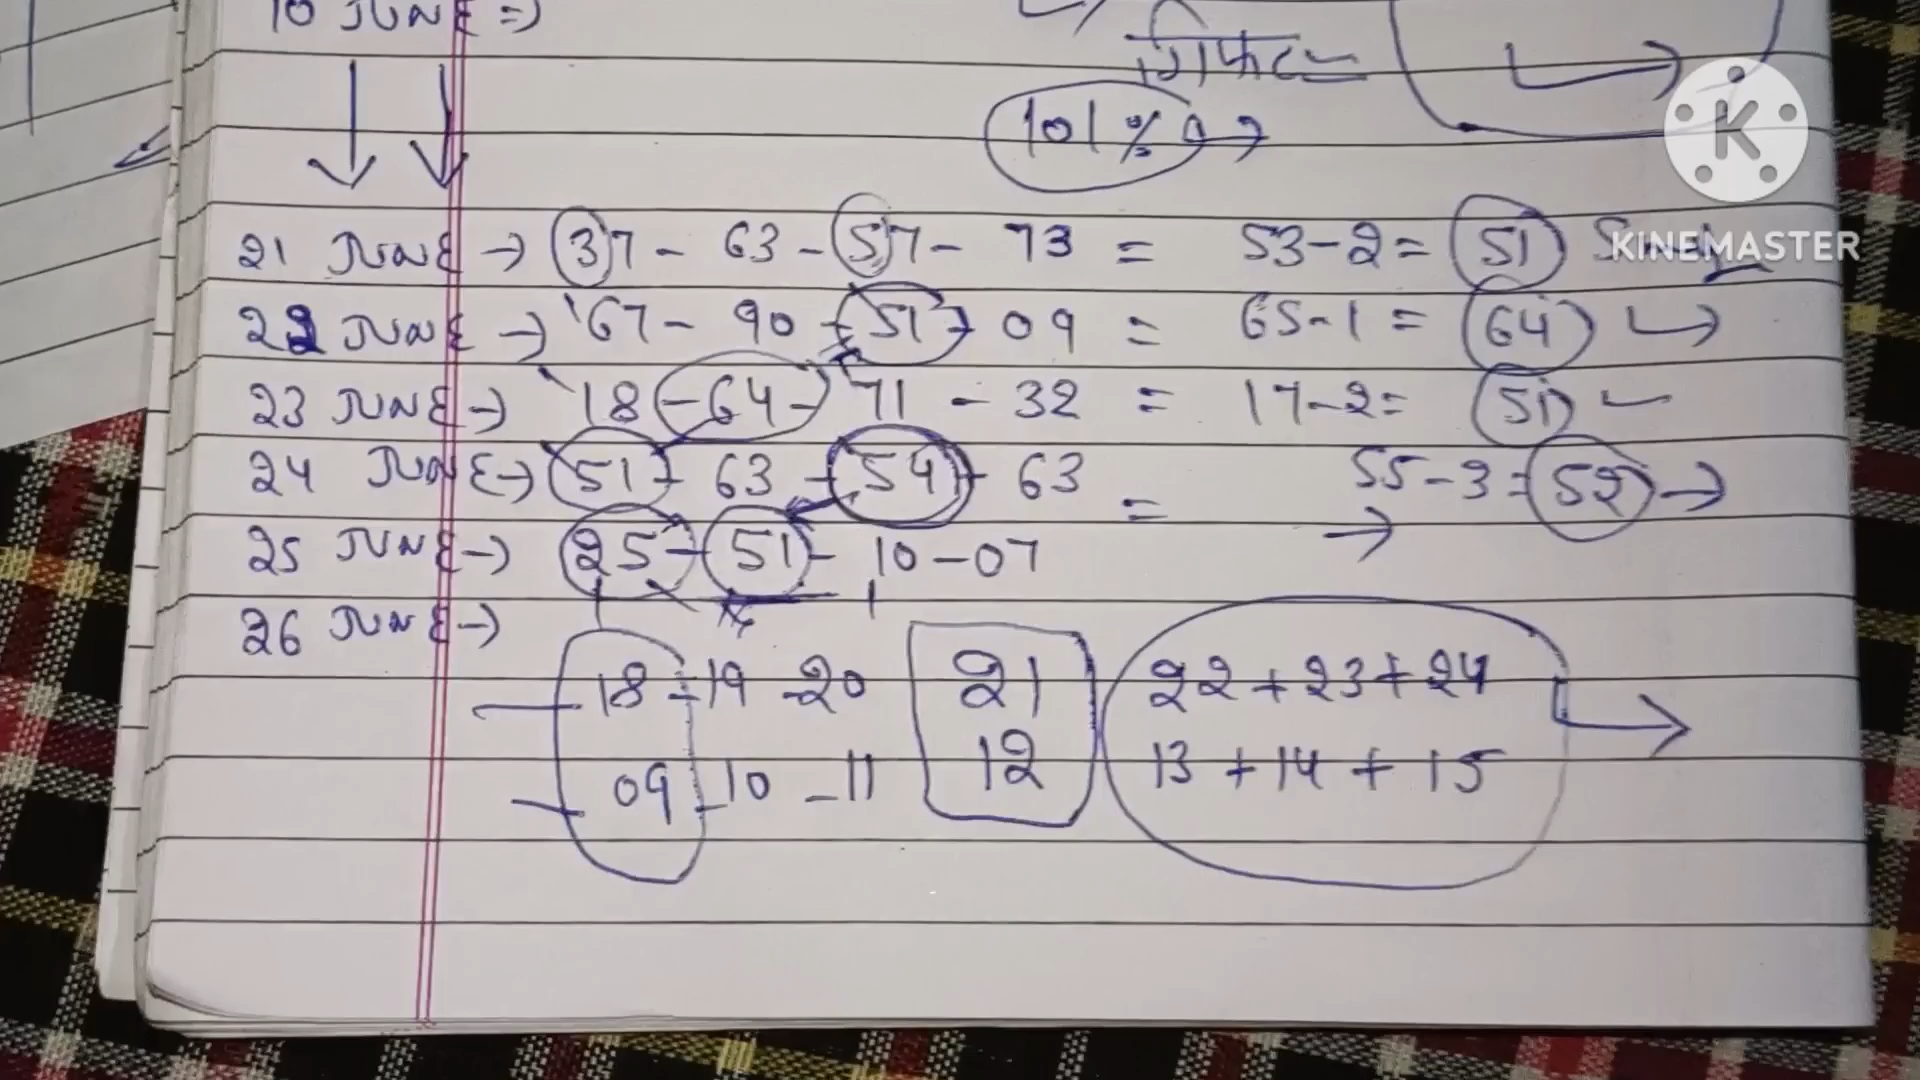 10 JUNE =)
101%
K
21 JUNE → 37 - 63 - 57 - 73 = 53-2 = 51
KINEMASTER
22 JUNE → 67 - 90 - 51 - 09 = 65-1 = 64
23 JUNE → 18 - 64 - 71 - 32 = 17-2= 51
24 JUNE → 51 - 63 - 54 - 63 = 55-3 = 52 →
25 JUNE → 25 - 51 - 10 - 07
26 JUNE →
18 - 19 - 20 21 22 + 23 + 24
09 - 10 - 11 12 13 + 14 + 15